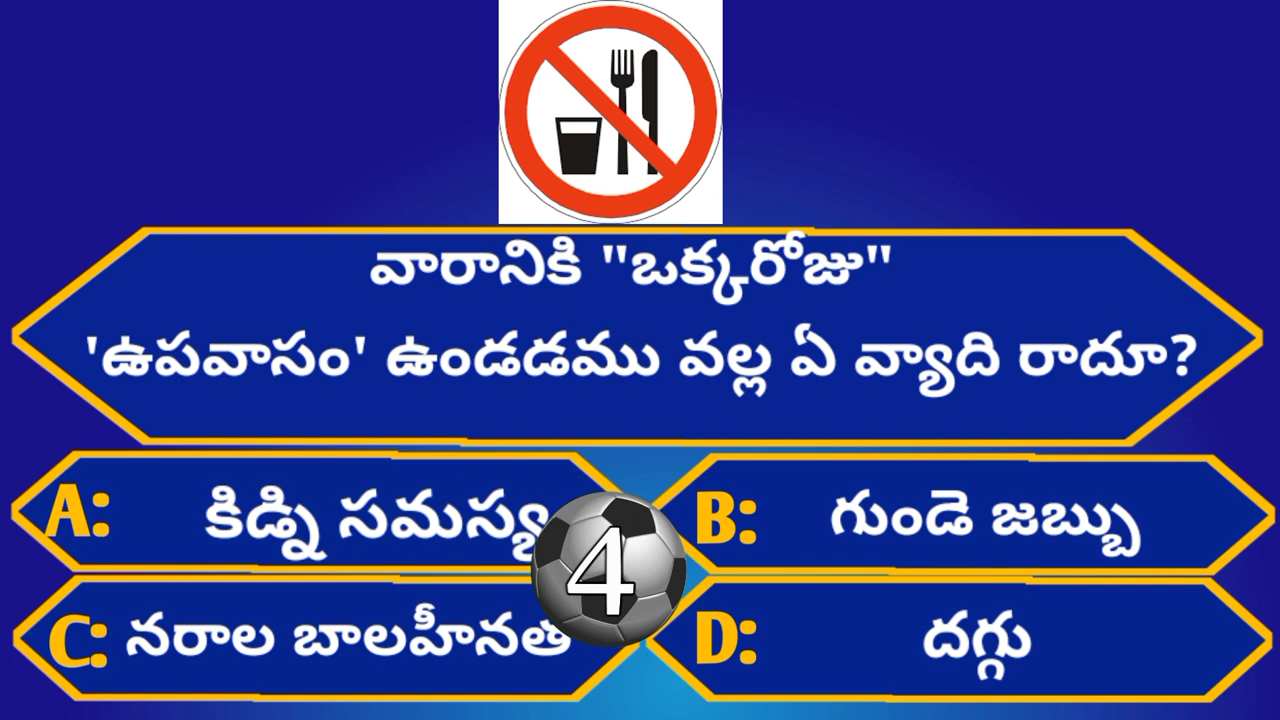 వారానికి "ఒక్కరోజు"
'ఉపవాసం' ఉండడము వల్ల ఏ వ్యాది రాదూ?
A: కిడ్ని సమస్య
B: గుండె జబ్బు
4
C: నరాల బాలహీనత
D: దగ్గు